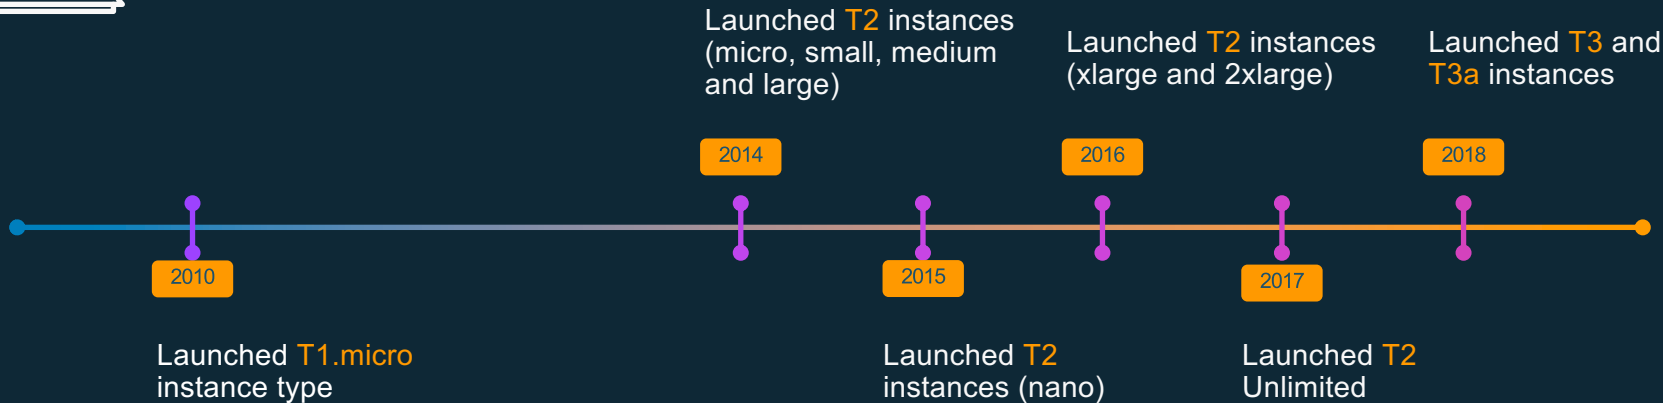 Launched T2 instances
(micro, small, medium
and large)
Launched T2 instances
(xlarge and 2xlarge)
Launched T3 and
T3a instances
2014
2016
2018
2010
2015
2017
Launched T1.micro
instance type
Launched T2
instances (nano)
Launched T2
Unlimited